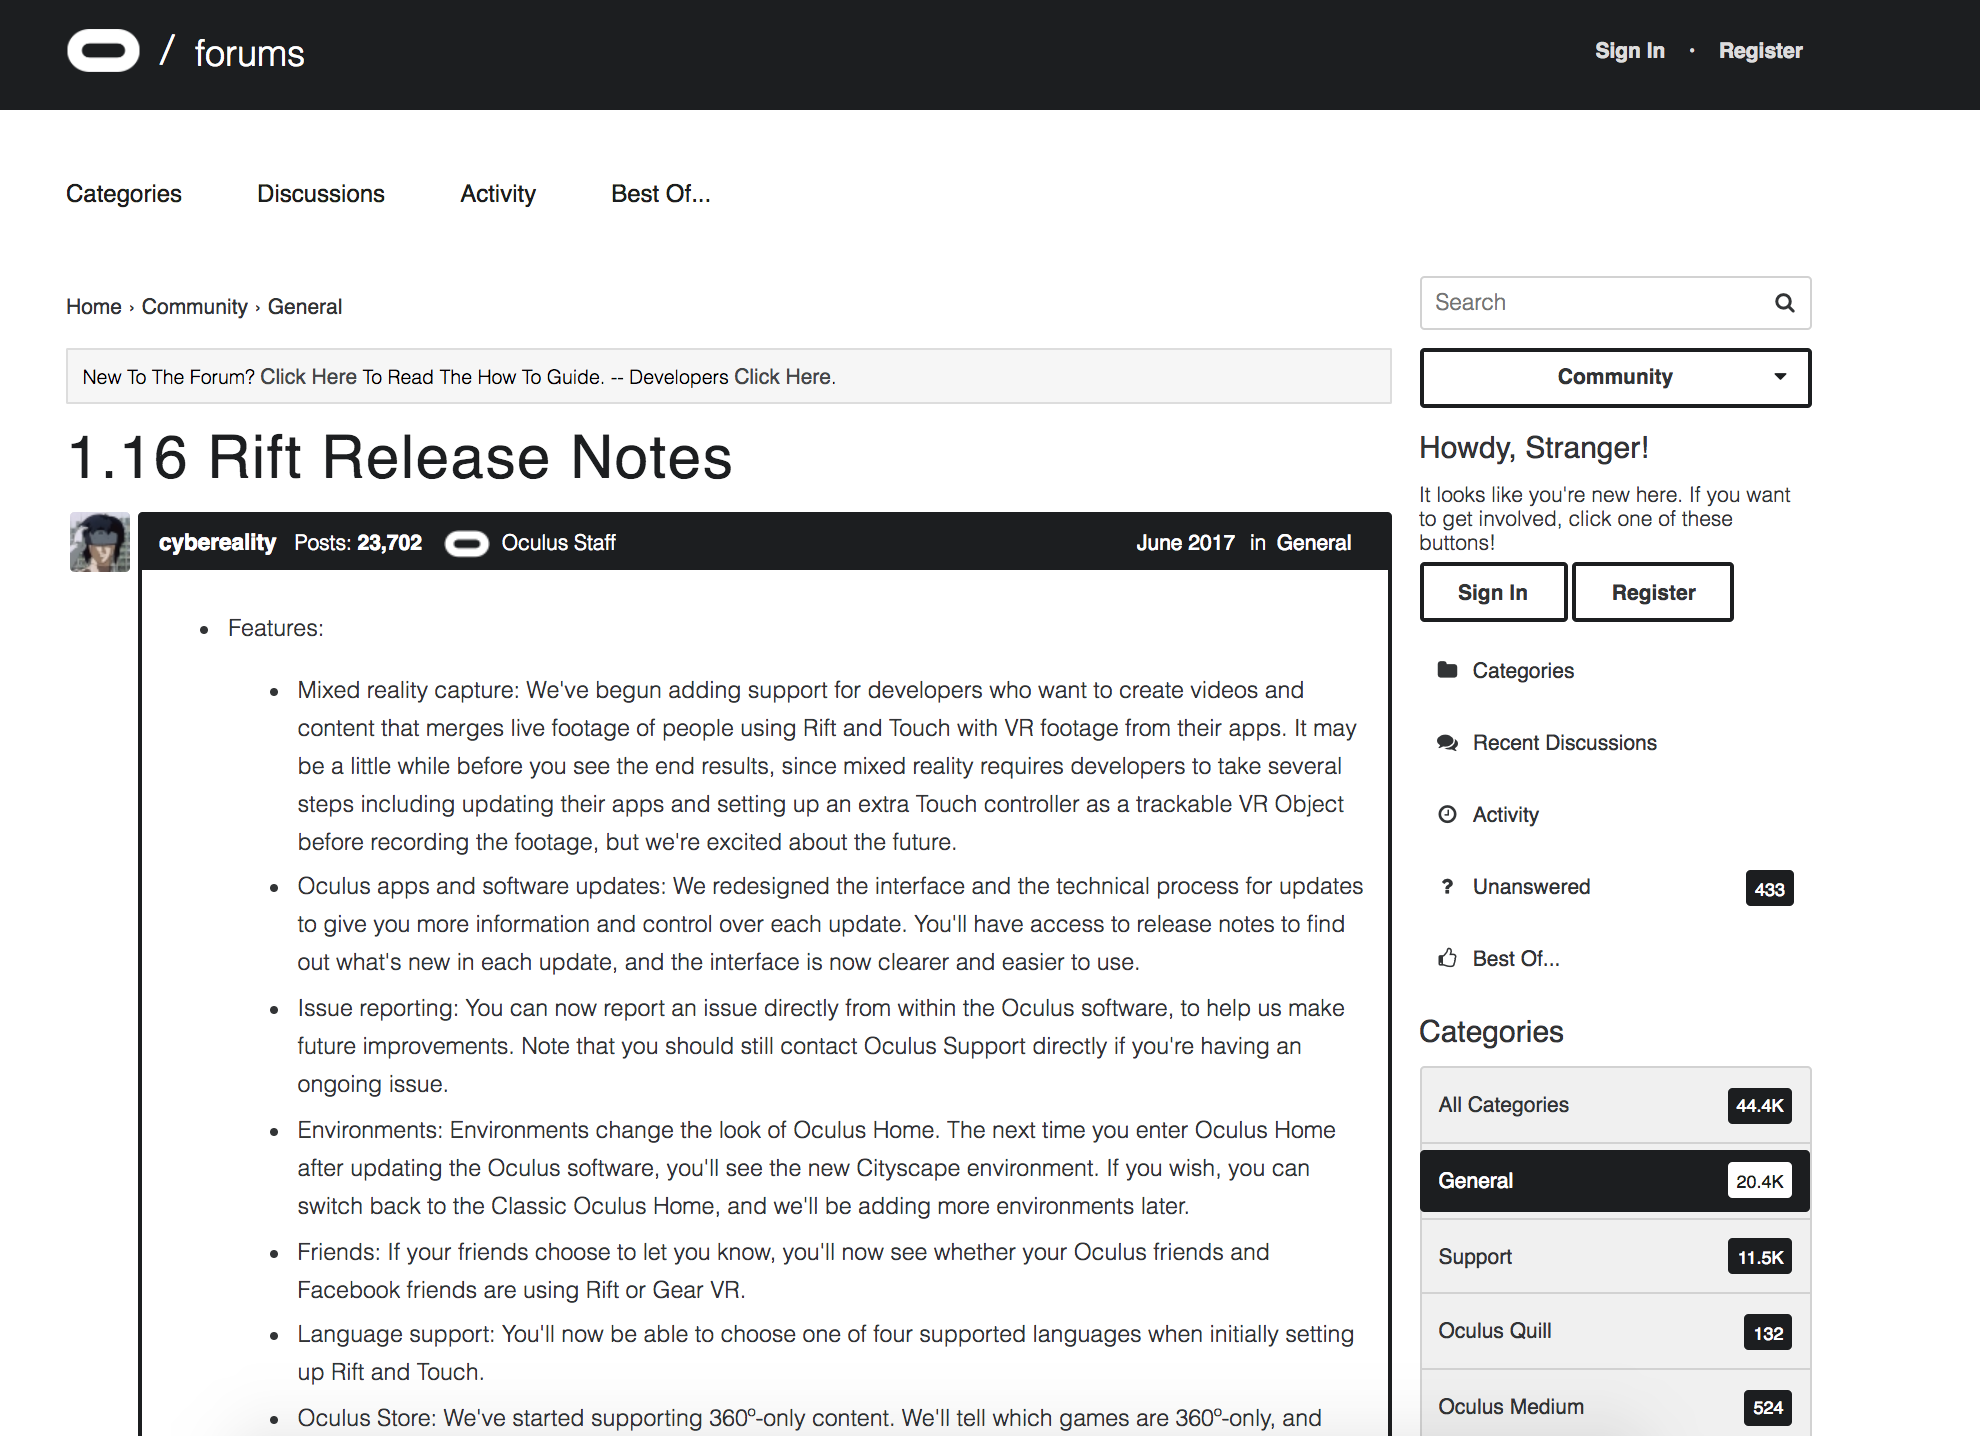 / forums
Sign In • Register
Categories Discussions Activity Best Of...
Home › Community › General
New To The Forum? Click Here To Read The How To Guide. -- Developers Click Here.
1.16 Rift Release Notes
cybereality Posts: 23,702 Oculus Staff June 2017 in General
• Features:
• Mixed reality capture: We've begun adding support for developers who want to create videos and
content that merges live footage of people using Rift and Touch with VR footage from their apps. It may
be a little while before you see the end results, since mixed reality requires developers to take several
steps including updating their apps and setting up an extra Touch controller as a trackable VR Object
before recording the footage, but we're excited about the future.
• Oculus apps and software updates: We redesigned the interface and the technical process for updates
to give you more information and control over each update. You'll have access to release notes to find
out what's new in each update, and the interface is now clearer and easier to use.
• Issue reporting: You can now report an issue directly from within the Oculus software, to help us make
future improvements. Note that you should still contact Oculus Support directly if you're having an
ongoing issue.
• Environments: Environments change the look of Oculus Home. The next time you enter Oculus Home
after updating the Oculus software, you'll see the new Cityscape environment. If you wish, you can
switch back to the Classic Oculus Home, and we'll be adding more environments later.
• Friends: If your friends choose to let you know, you'll now see whether your Oculus friends and
Facebook friends are using Rift or Gear VR.
• Language support: You'll now be able to choose one of four supported languages when initially setting
up Rift and Touch.
• Oculus Store: We've started supporting 360º-only content. We'll tell which games are 360º-only, and
Search
Community
Howdy, Stranger!
It looks like you're new here. If you want
to get involved, click one of these
buttons!
Sign In Register
Categories
Recent Discussions
Activity
? Unanswered 433
Best Of...
Categories
All Categories 44.4K
General 20.4K
Support 11.5K
Oculus Quill 132
Oculus Medium 524